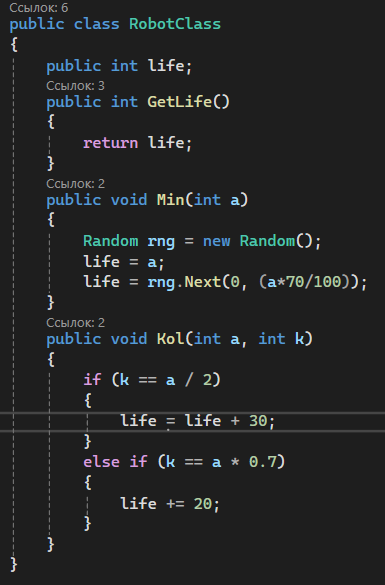 Ссылок: 6
public class RobotClass
{
public int life;
Ссылок: 3
public int GetLife()
{
return life;
}
Ссылок: 2
public void Min(int a)
{
Random rng = new Random();
life = a;
life = rng.Next(0, (a*70/100));
}
Ссылок: 2
public void Kol(int a, int k)
{
if (k == a / 2)
{
life = life + 30;
}
else if (k == a * 0.7)
{
life += 20;
}
}
}